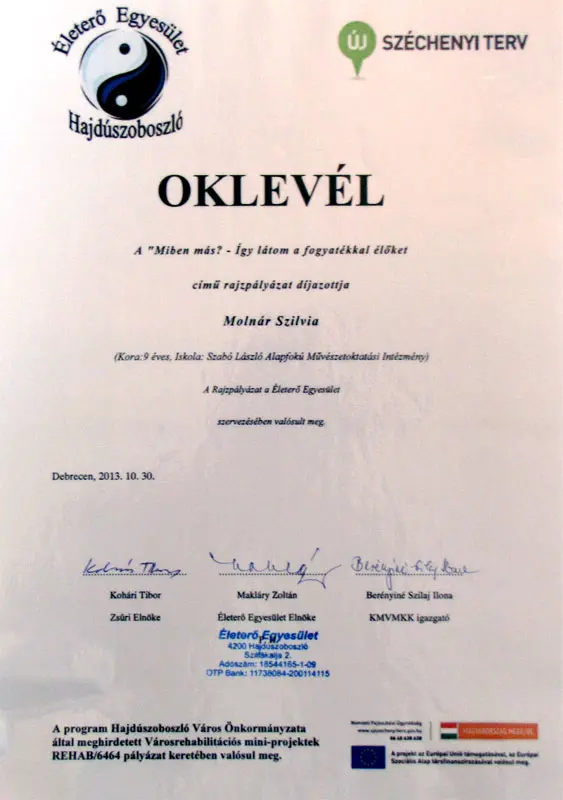 Életerő Egyesület
Hajdúszoboszló
ÚJ SZÉCHENYI TERV
OKLEVÉL
A "Miben más? - Így látom a fogyatékkal élőket
című rajzpályázat díjazottja
Molnár Szilvia
(Kora:9 éves, Iskola: Szabó László Alapfokú Művészetoktatási Intézmény)
A Rajzpályázat a Életerő Egyesület
szervezésében valósult meg.
Debrecen, 2013. 10. 30.
Kohári Tibor
Makláry Zoltán
Berényiné Szilaj Ilona
Zsűri Elnöke
Életerő Egyesület Elnöke
KMVMKK igazgató
Életerő Egyesület
4200 Hajdúszoboszló
Szilfákalja 2.
Adószám: 18544165-1-09
OTP Bank: 11738084-200114115
A program Hajdúszoboszló Város Önkormányzata
által meghirdetett Városrehabilitációs mini-projektek
REHAB/6464 pályázat keretében valósul meg.
Nemzeti Fejlesztési Ügynökség
www.ujszechenyiterv.gov.hu
06 40 638 638
MAGYARORSZÁG MEGÚJUL
A projekt az Európai Unió támogatásával, az Európai
Szociális Alap társfinanszírozásával valósul meg.